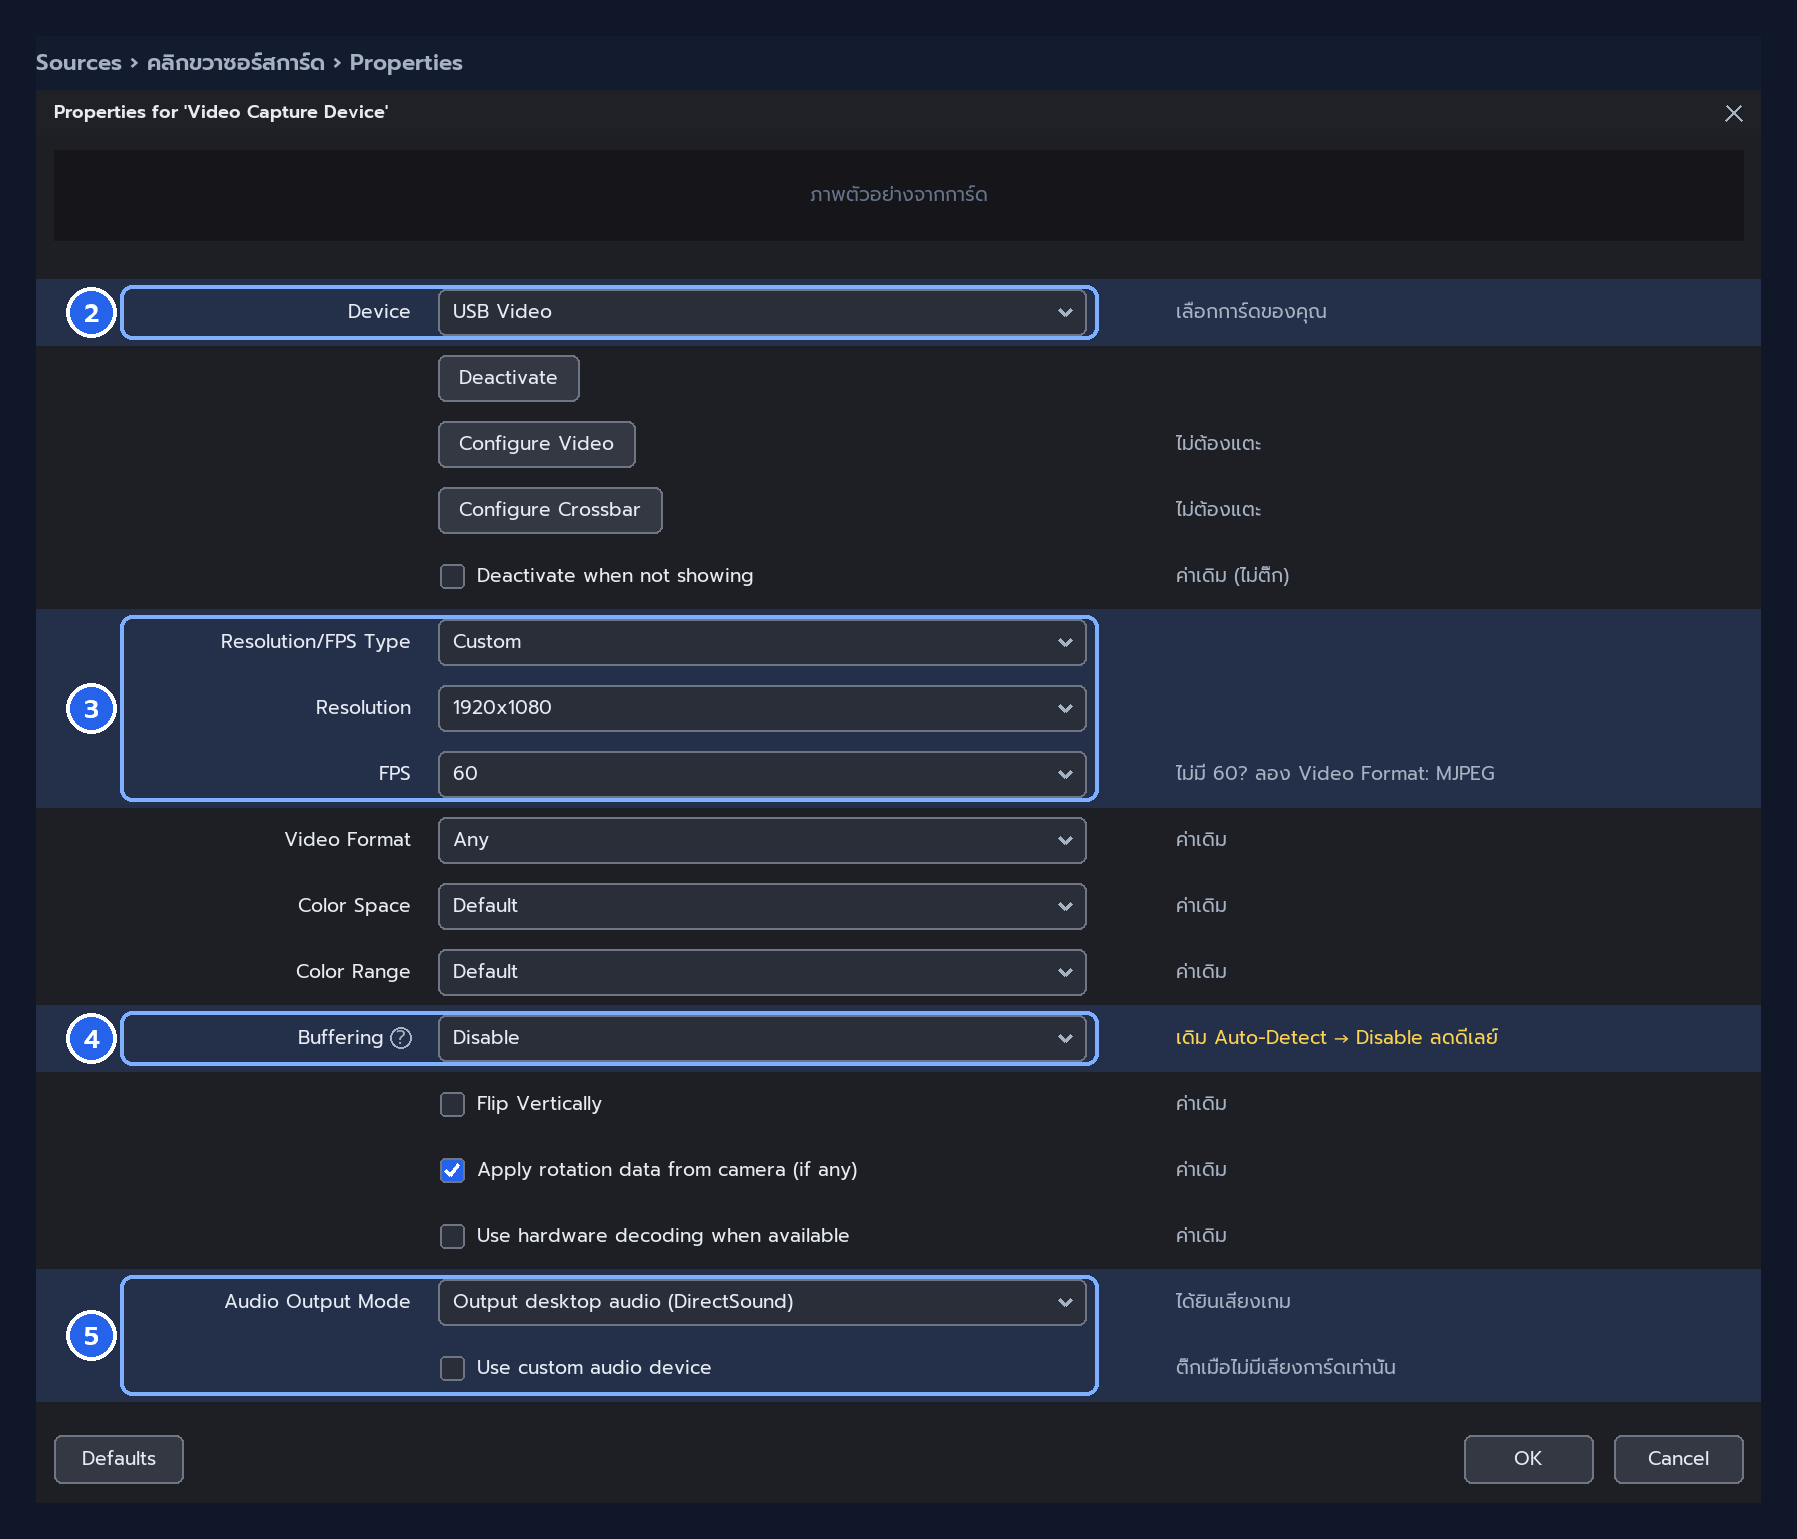 Sources › คลิกขวาซอร์สการ์ด › Properties
Properties for 'Video Capture Device'
ภาพตัวอย่างจากการ์ด
2 Device USB Video เลือกการ์ดของคุณ
Deactivate
Configure Video ไม่ต้องแตะ
Configure Crossbar ไม่ต้องแตะ
Deactivate when not showing ค่าเดิม (ไม่ติ๊ก)
Resolution/FPS Type Custom
3 Resolution 1920x1080
FPS 60 ไม่มี 60? ลอง Video Format: MJPEG
Video Format Any ค่าเดิม
Color Space Default ค่าเดิม
Color Range Default ค่าเดิม
4 Buffering ? Disable เดิม Auto-Detect → Disable ลดดีเลย์
Flip Vertically ค่าเดิม
Apply rotation data from camera (if any) ค่าเดิม
Use hardware decoding when available ค่าเดิม
Audio Output Mode Output desktop audio (DirectSound) ได้ยินเสียงเกม
5 Use custom audio device ติ๊กเมื่อไม่มีเสียงการ์ดเท่านั้น
Defaults OK Cancel